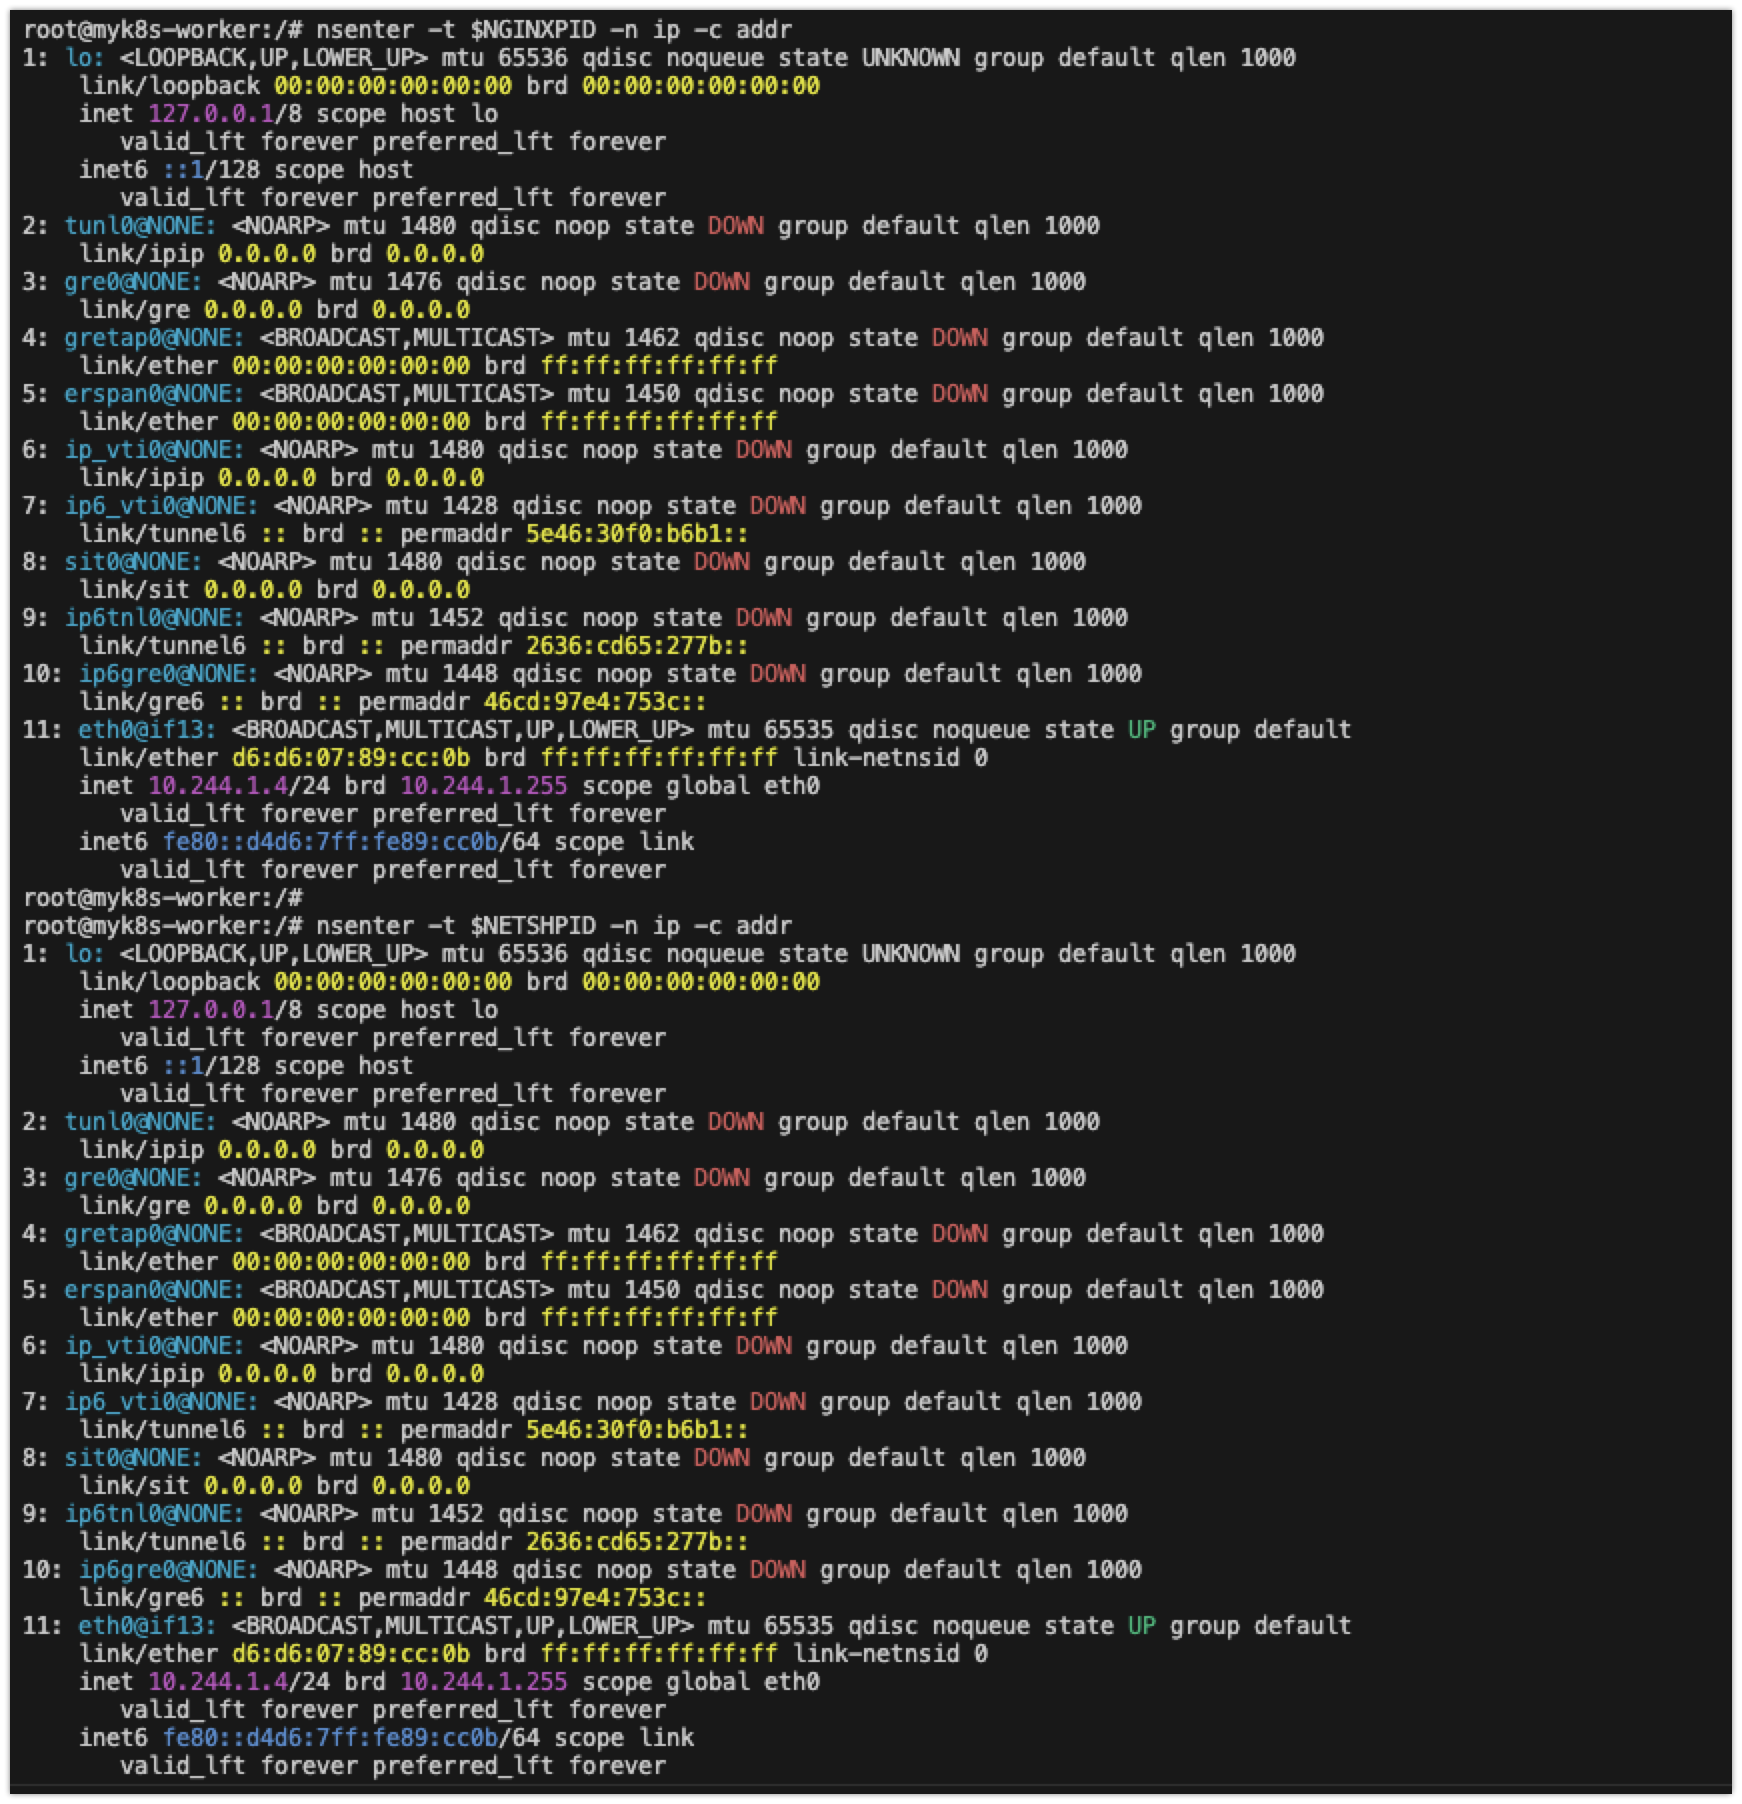 root@myk8s-worker:/# nsenter -t $NGINXPID -n ip -c addr
1: lo: <LOOPBACK,UP,LOWER_UP> mtu 65536 qdisc noqueue state UNKNOWN group default qlen 1000
    link/loopback 00:00:00:00:00:00 brd 00:00:00:00:00:00
    inet 127.0.0.1/8 scope host lo
       valid_lft forever preferred_lft forever
    inet6 ::1/128 scope host
       valid_lft forever preferred_lft forever
2: tunl0@NONE: <NOARP> mtu 1480 qdisc noop state DOWN group default qlen 1000
    link/ipip 0.0.0.0 brd 0.0.0.0
3: gre0@NONE: <NOARP> mtu 1476 qdisc noop state DOWN group default qlen 1000
    link/gre 0.0.0.0 brd 0.0.0.0
4: gretap0@NONE: <BROADCAST,MULTICAST> mtu 1462 qdisc noop state DOWN group default qlen 1000
    link/ether 00:00:00:00:00:00 brd ff:ff:ff:ff:ff:ff
5: erspan0@NONE: <BROADCAST,MULTICAST> mtu 1450 qdisc noop state DOWN group default qlen 1000
    link/ether 00:00:00:00:00:00 brd ff:ff:ff:ff:ff:ff
6: ip_vti0@NONE: <NOARP> mtu 1480 qdisc noop state DOWN group default qlen 1000
    link/ipip 0.0.0.0 brd 0.0.0.0
7: ip6_vti0@NONE: <NOARP> mtu 1428 qdisc noop state DOWN group default qlen 1000
    link/tunnel6 :: brd :: permaddr 5e46:30f0:b6b1::
8: sit0@NONE: <NOARP> mtu 1480 qdisc noop state DOWN group default qlen 1000
    link/sit 0.0.0.0 brd 0.0.0.0
9: ip6tnl0@NONE: <NOARP> mtu 1452 qdisc noop state DOWN group default qlen 1000
    link/tunnel6 :: brd :: permaddr 2636:cd65:277b::
10: ip6gre0@NONE: <NOARP> mtu 1448 qdisc noop state DOWN group default qlen 1000
    link/gre6 :: brd :: permaddr 46cd:97e4:753c::
11: eth0@if13: <BROADCAST,MULTICAST,UP,LOWER_UP> mtu 65535 qdisc noqueue state UP group default
    link/ether d6:d6:07:89:cc:0b brd ff:ff:ff:ff:ff:ff link-netnsid 0
    inet 10.244.1.4/24 brd 10.244.1.255 scope global eth0
       valid_lft forever preferred_lft forever
    inet6 fe80::d4d6:7ff:fe89:cc0b/64 scope link
       valid_lft forever preferred_lft forever
root@myk8s-worker:/#
root@myk8s-worker:/# nsenter -t $NETSHPID -n ip -c addr
1: lo: <LOOPBACK,UP,LOWER_UP> mtu 65536 qdisc noqueue state UNKNOWN group default qlen 1000
    link/loopback 00:00:00:00:00:00 brd 00:00:00:00:00:00
    inet 127.0.0.1/8 scope host lo
       valid_lft forever preferred_lft forever
    inet6 ::1/128 scope host
       valid_lft forever preferred_lft forever
2: tunl0@NONE: <NOARP> mtu 1480 qdisc noop state DOWN group default qlen 1000
    link/ipip 0.0.0.0 brd 0.0.0.0
3: gre0@NONE: <NOARP> mtu 1476 qdisc noop state DOWN group default qlen 1000
    link/gre 0.0.0.0 brd 0.0.0.0
4: gretap0@NONE: <BROADCAST,MULTICAST> mtu 1462 qdisc noop state DOWN group default qlen 1000
    link/ether 00:00:00:00:00:00 brd ff:ff:ff:ff:ff:ff
5: erspan0@NONE: <BROADCAST,MULTICAST> mtu 1450 qdisc noop state DOWN group default qlen 1000
    link/ether 00:00:00:00:00:00 brd ff:ff:ff:ff:ff:ff
6: ip_vti0@NONE: <NOARP> mtu 1480 qdisc noop state DOWN group default qlen 1000
    link/ipip 0.0.0.0 brd 0.0.0.0
7: ip6_vti0@NONE: <NOARP> mtu 1428 qdisc noop state DOWN group default qlen 1000
    link/tunnel6 :: brd :: permaddr 5e46:30f0:b6b1::
8: sit0@NONE: <NOARP> mtu 1480 qdisc noop state DOWN group default qlen 1000
    link/sit 0.0.0.0 brd 0.0.0.0
9: ip6tnl0@NONE: <NOARP> mtu 1452 qdisc noop state DOWN group default qlen 1000
    link/tunnel6 :: brd :: permaddr 2636:cd65:277b::
10: ip6gre0@NONE: <NOARP> mtu 1448 qdisc noop state DOWN group default qlen 1000
    link/gre6 :: brd :: permaddr 46cd:97e4:753c::
11: eth0@if13: <BROADCAST,MULTICAST,UP,LOWER_UP> mtu 65535 qdisc noqueue state UP group default
    link/ether d6:d6:07:89:cc:0b brd ff:ff:ff:ff:ff:ff link-netnsid 0
    inet 10.244.1.4/24 brd 10.244.1.255 scope global eth0
       valid_lft forever preferred_lft forever
    inet6 fe80::d4d6:7ff:fe89:cc0b/64 scope link
       valid_lft forever preferred_lft forever